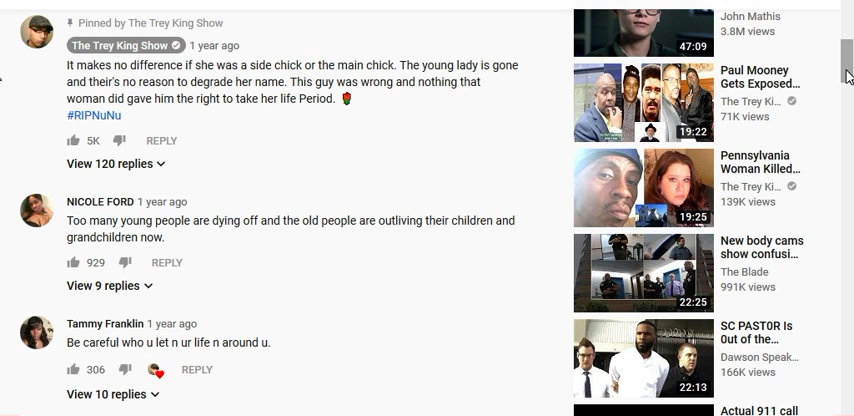 Pinned by The Trey King Show
The Trey King Show 1 year ago
It makes no difference if she was a side chick or the main chick. The young lady is gone
and their's no reason to degrade her name. This guy was wrong and nothing that
woman did gave him the right to take her life Period. 🌹
#RIPNuNu
5K REPLY
View 120 replies
NICOLE FORD 1 year ago
Too many young people are dying off and the old people are outliving their children and
grandchildren now.
929 REPLY
View 9 replies
Tammy Franklin 1 year ago
Be careful who u let n ur life n around u.
306 REPLY
View 10 replies
47:09
John Mathis
3.8M views
19:22
Paul Mooney
Gets Exposed...
The Trey Ki...
71K views
19:25
Pennsylvania
Woman Killed...
The Trey Ki...
139K views
22:25
New body cams
show confusi...
The Blade
991K views
22:13
SC PAST0R Is
0ut of the...
Dawson Speak...
166K views
Actual 911 call